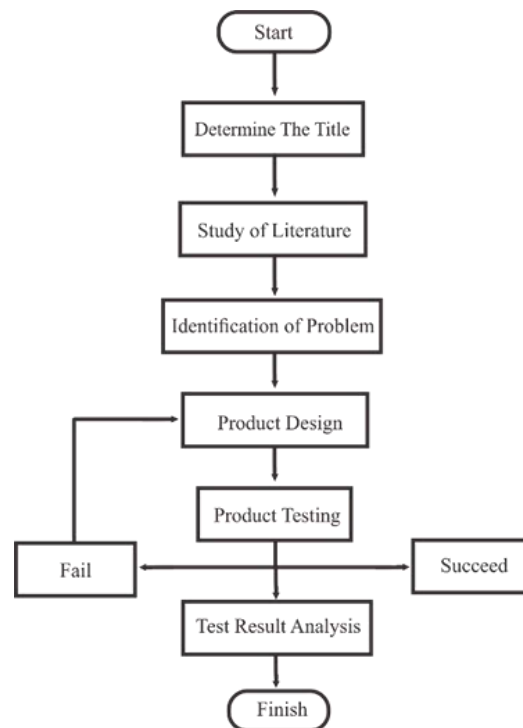 Start
Determine The Title
Study of Literature
Identification of Problem
Product Design
Product Testing
Fail
Succeed
Test Result Analysis
Finish